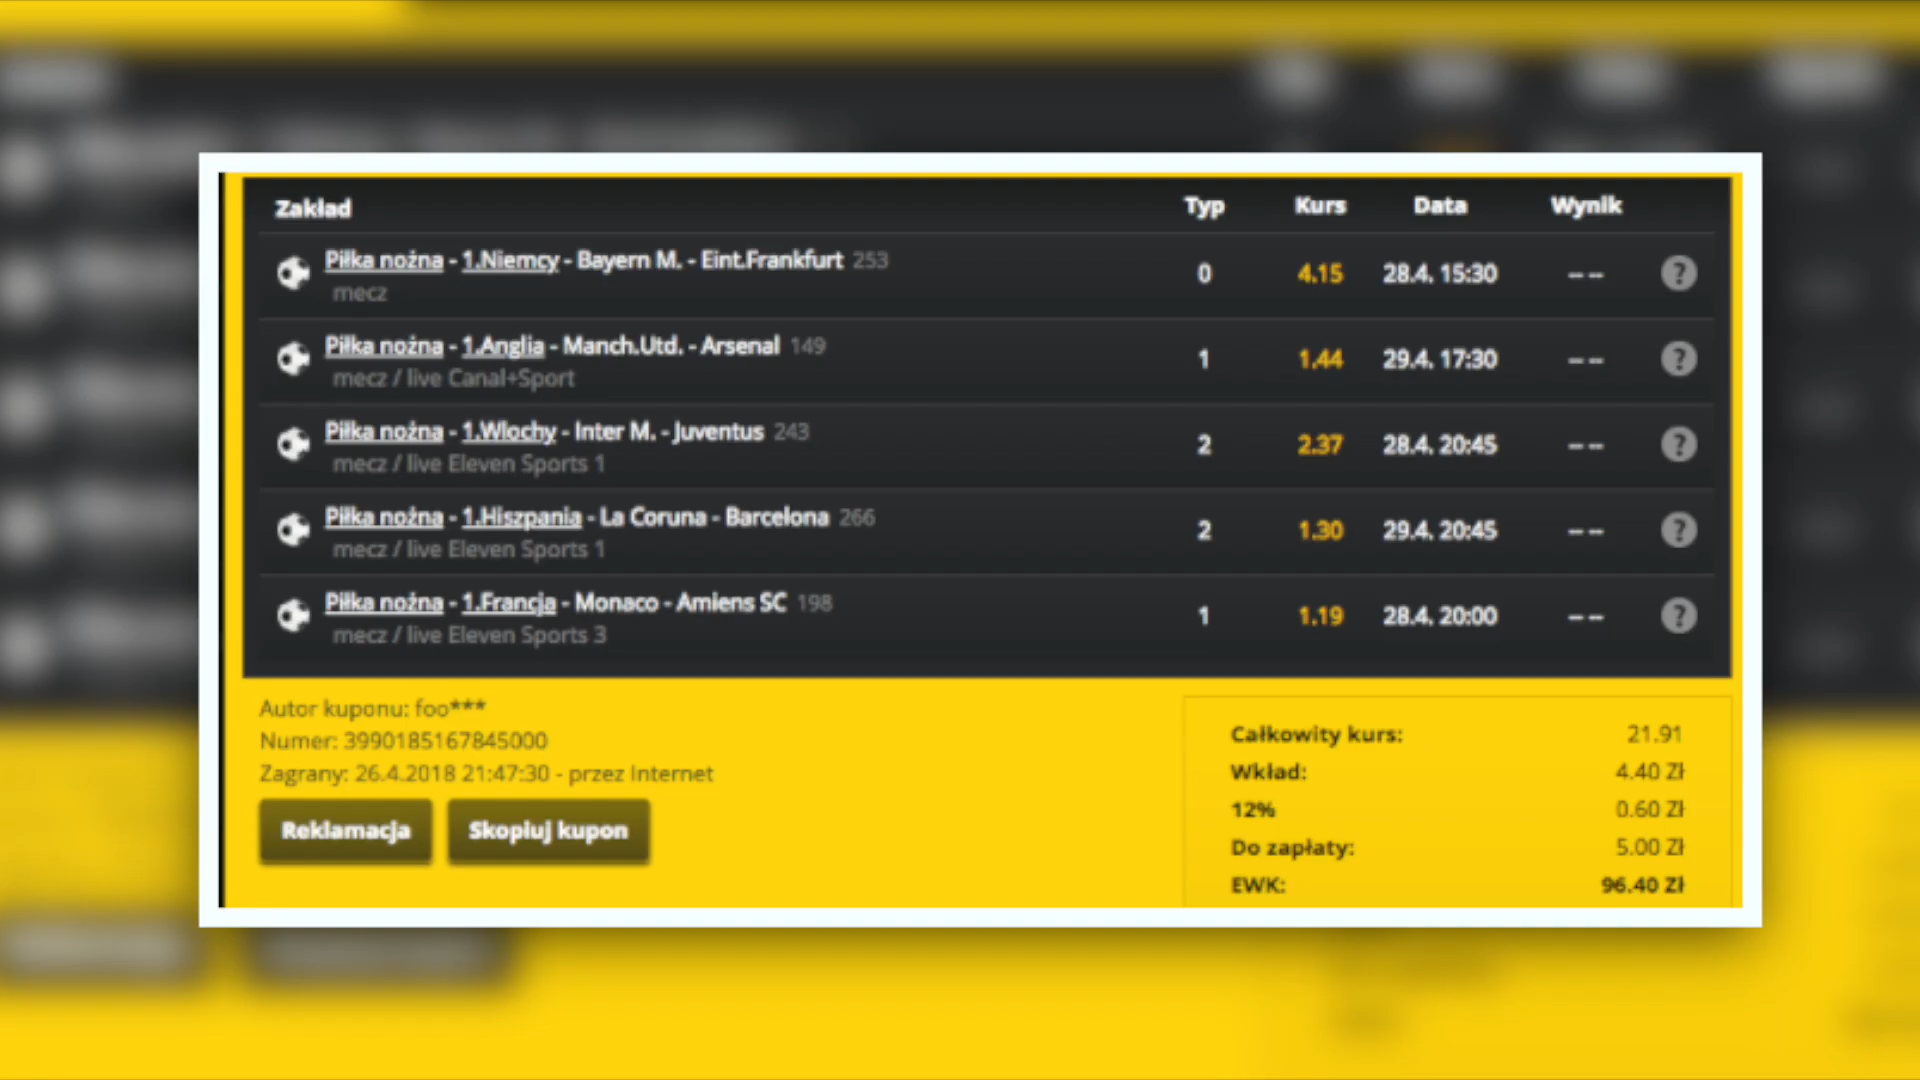 Zakład Typ Kurs Data Wynik
Piłka nożna - 1.Niemcy - Bayern M. - Eint.Frankfurt 253
mecz
0 4.15 28.4. 15:30 -- ?
Piłka nożna - 1.Anglia - Manch.Utd. - Arsenal 149
mecz / live Canal+Sport
1 1.44 29.4. 17:30 -- ?
Piłka nożna - 1.Włochy - Inter M. - Juventus 243
mecz / live Eleven Sports 1
2 2.37 28.4. 20:45 -- ?
Piłka nożna - 1.Hiszpania - La Coruna - Barcelona 266
mecz / live Eleven Sports 1
2 1.30 29.4. 20:45 -- ?
Piłka nożna - 1.Francja - Monaco - Amiens SC 198
mecz / live Eleven Sports 3
1 1.19 28.4. 20:00 -- ?
Autor kuponu: foo***
Numer: 3990185167845000
Zagrany: 26.4.2018 21:47:30 - przez Internet
Reklamacja Skopiuj kupon
Całkowity kurs: 21.91
Wkład: 4.40 Zł
12% 0.60 Zł
Do zapłaty: 5.00 Zł
EWK: 96.40 Zł